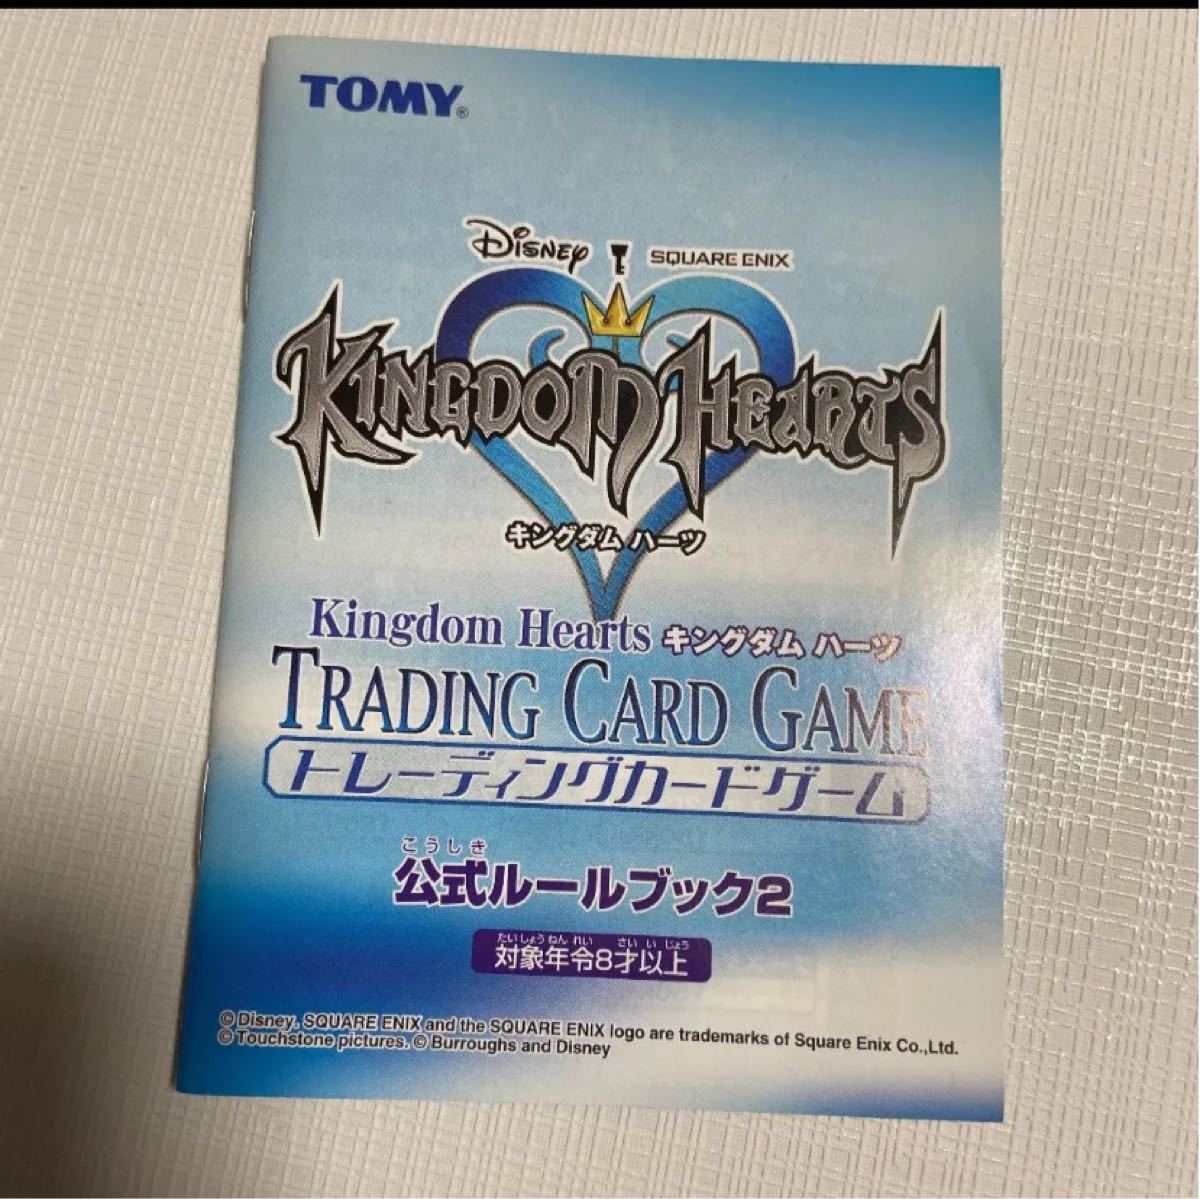 TOMY®
Disney SQUARE ENIX
KINGDOM HEARTS
キングダム ハーツ
Kingdom Hearts キングダム ハーツ
TRADING CARD GAME
トレーディングカードゲーム
こうしき
公式ルールブック2
たいしょうねんれい さいいじょう
対象年令8才以上
© Disney. SQUARE ENIX and the SQUARE ENIX logo are trademarks of Square Enix Co.,Ltd.
© Touchstone pictures. © Burroughs and Disney